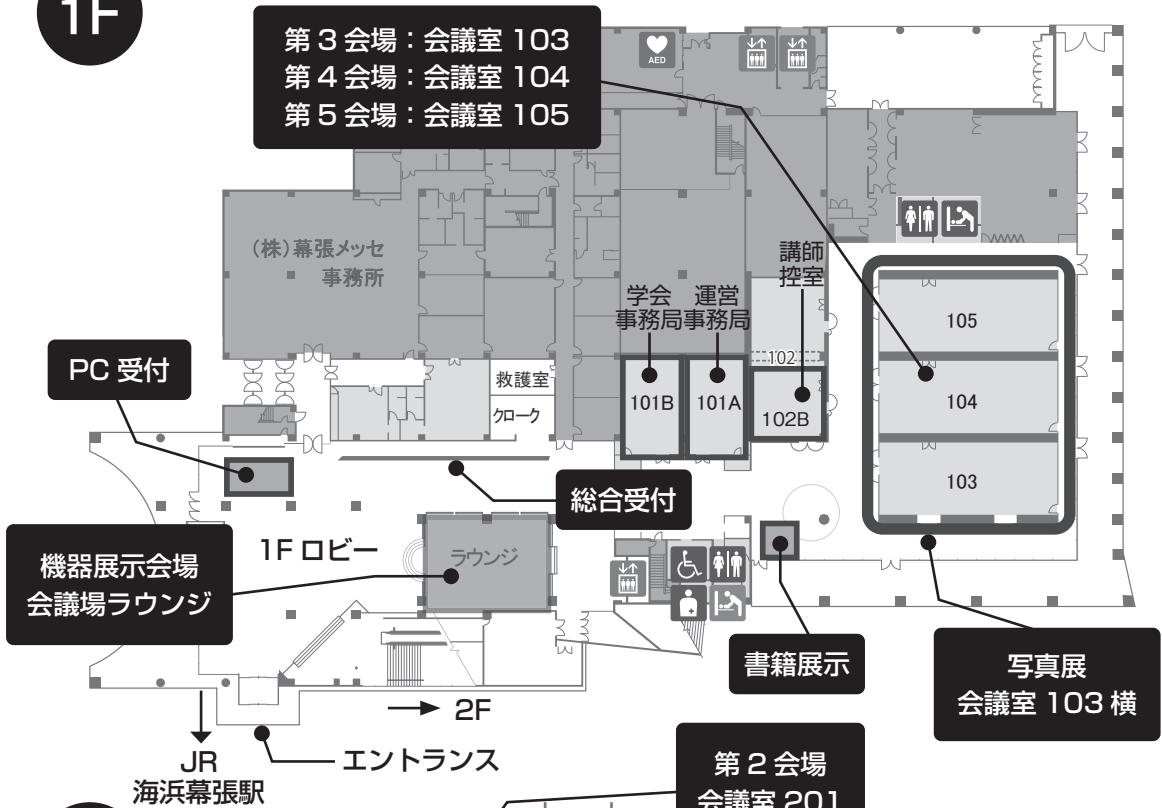 1F
第 3 会場：会議室 103
第 4 会場：会議室 104
第 5 会場：会議室 105
AED
(株)幕張メッセ
事務所
講師
控室
学会
事務局
運営
事務局
105
PC 受付
救護室
クローク
101B
101A
102
102B
104
103
総合受付
1F ロビー
ラウンジ
機器展示会場
会議場ラウンジ
書籍展示
写真展
会議室 103 横
2F
エントランス
JR
海浜幕張駅
第 2 会場
会議室 201